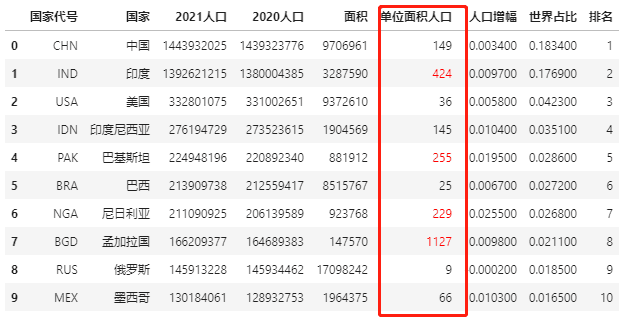 国家代号 国家 2021人口 2020人口 面积 单位面积人口 人口增幅 世界占比 排名
0 CHN 中国 1443932025 1439323776 9706961 149 0.003400 0.183400 1
1 IND 印度 1392621215 1380004385 3287590 424 0.009700 0.176900 2
2 USA 美国 332801075 331002651 9372610 36 0.005800 0.042300 3
3 IDN 印度尼西亚 276194729 273523615 1904569 145 0.010400 0.035100 4
4 PAK 巴基斯坦 224948196 220892340 881912 255 0.019500 0.028600 5
5 BRA 巴西 213909738 212559417 8515767 25 0.006700 0.027200 6
6 NGA 尼日利亚 211090925 206139589 923768 229 0.025500 0.026800 7
7 BGD 孟加拉国 166209377 164689383 147570 1127 0.009800 0.021100 8
8 RUS 俄罗斯 145913228 145934462 17098242 9 0.000200 0.018500 9
9 MEX 墨西哥 130184061 128932753 1964375 66 0.010300 0.016500 10